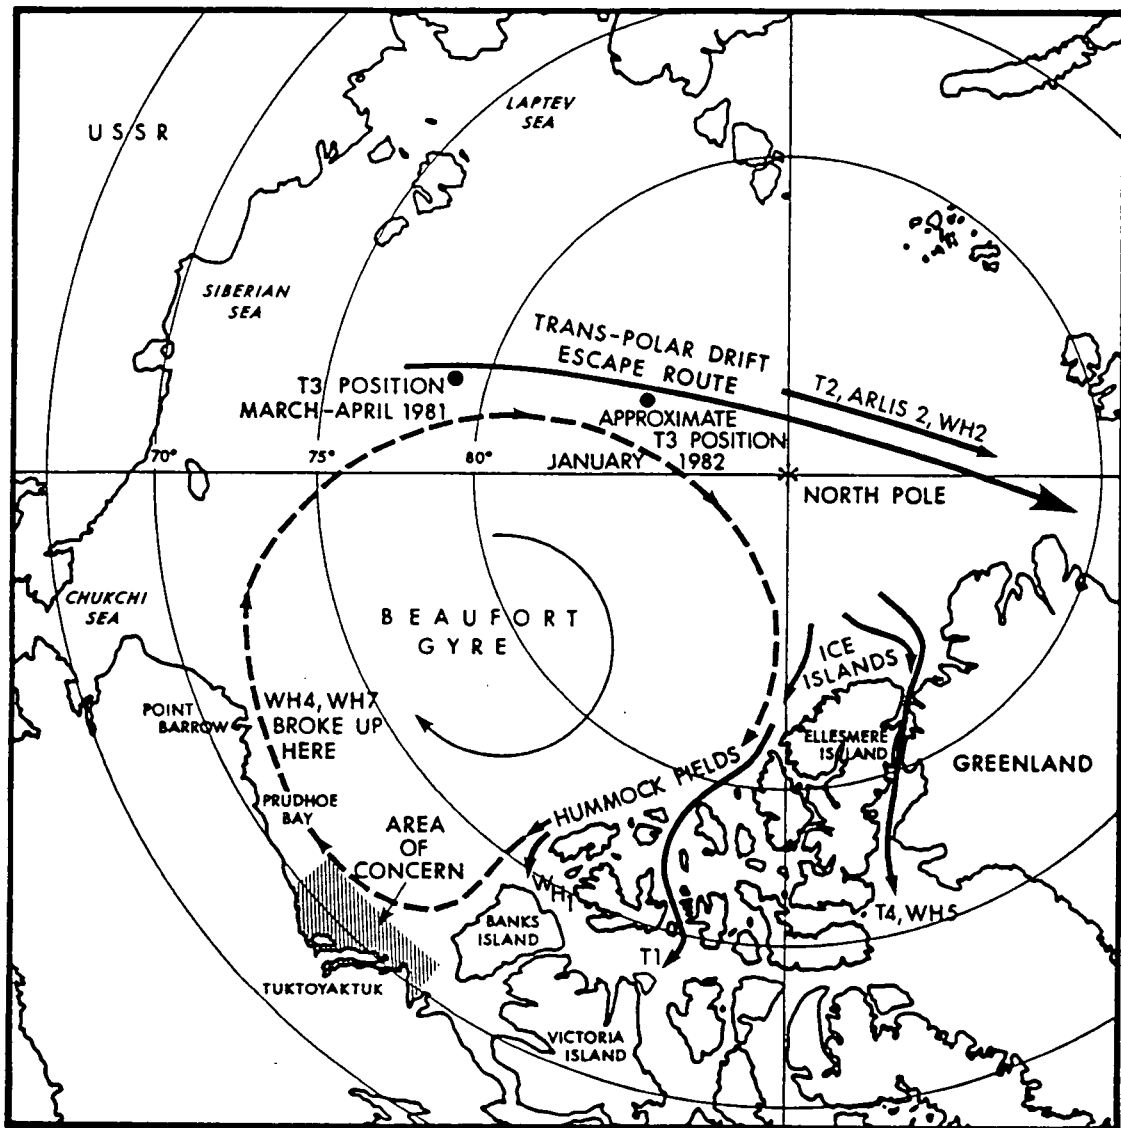 USSR
LAPTEV
SEA
SIBERIAN
SEA
TRANS-POLAR DRIFT
ESCAPE ROUTE
T2, ARLIS 2, WH2
T3 POSITION
MARCH-APRIL 1981
APPROXIMATE
T3 POSITION
JANUARY 1982
70°
75°
80°
NORTH POLE
CHUKCHI
SEA
BEAUFORT
GYRE
ICE
ISLANDS
POINT
BARROW
WH4, WH7
BROKE UP
HERE
ELLESMERE
ISLAND
GREENLAND
HUMMOCK FIELDS
PRUDHOE
BAY
AREA
OF
CONCERN
WH1
BANKS
ISLAND
T4, WH5
T1
TUKTOYAKTUK
VICTORIA
ISLAND